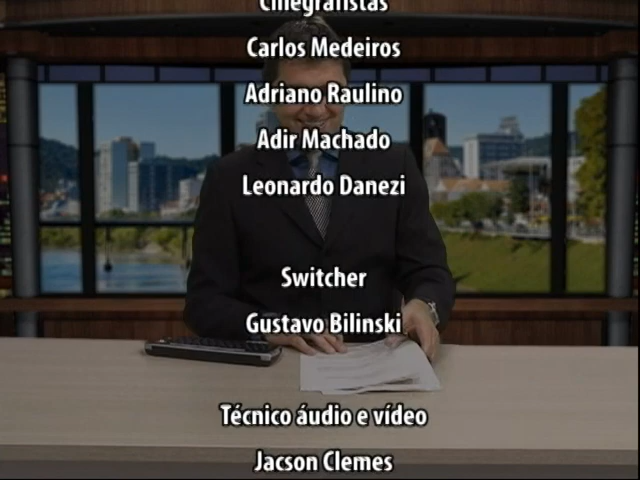 Cinegrafistas
Carlos Medeiros
Adriano Raulino
Adir Machado
Leonardo Danezi
Switcher
Gustavo Bilinski
Técnico áudio e vídeo
Jacson Clemes